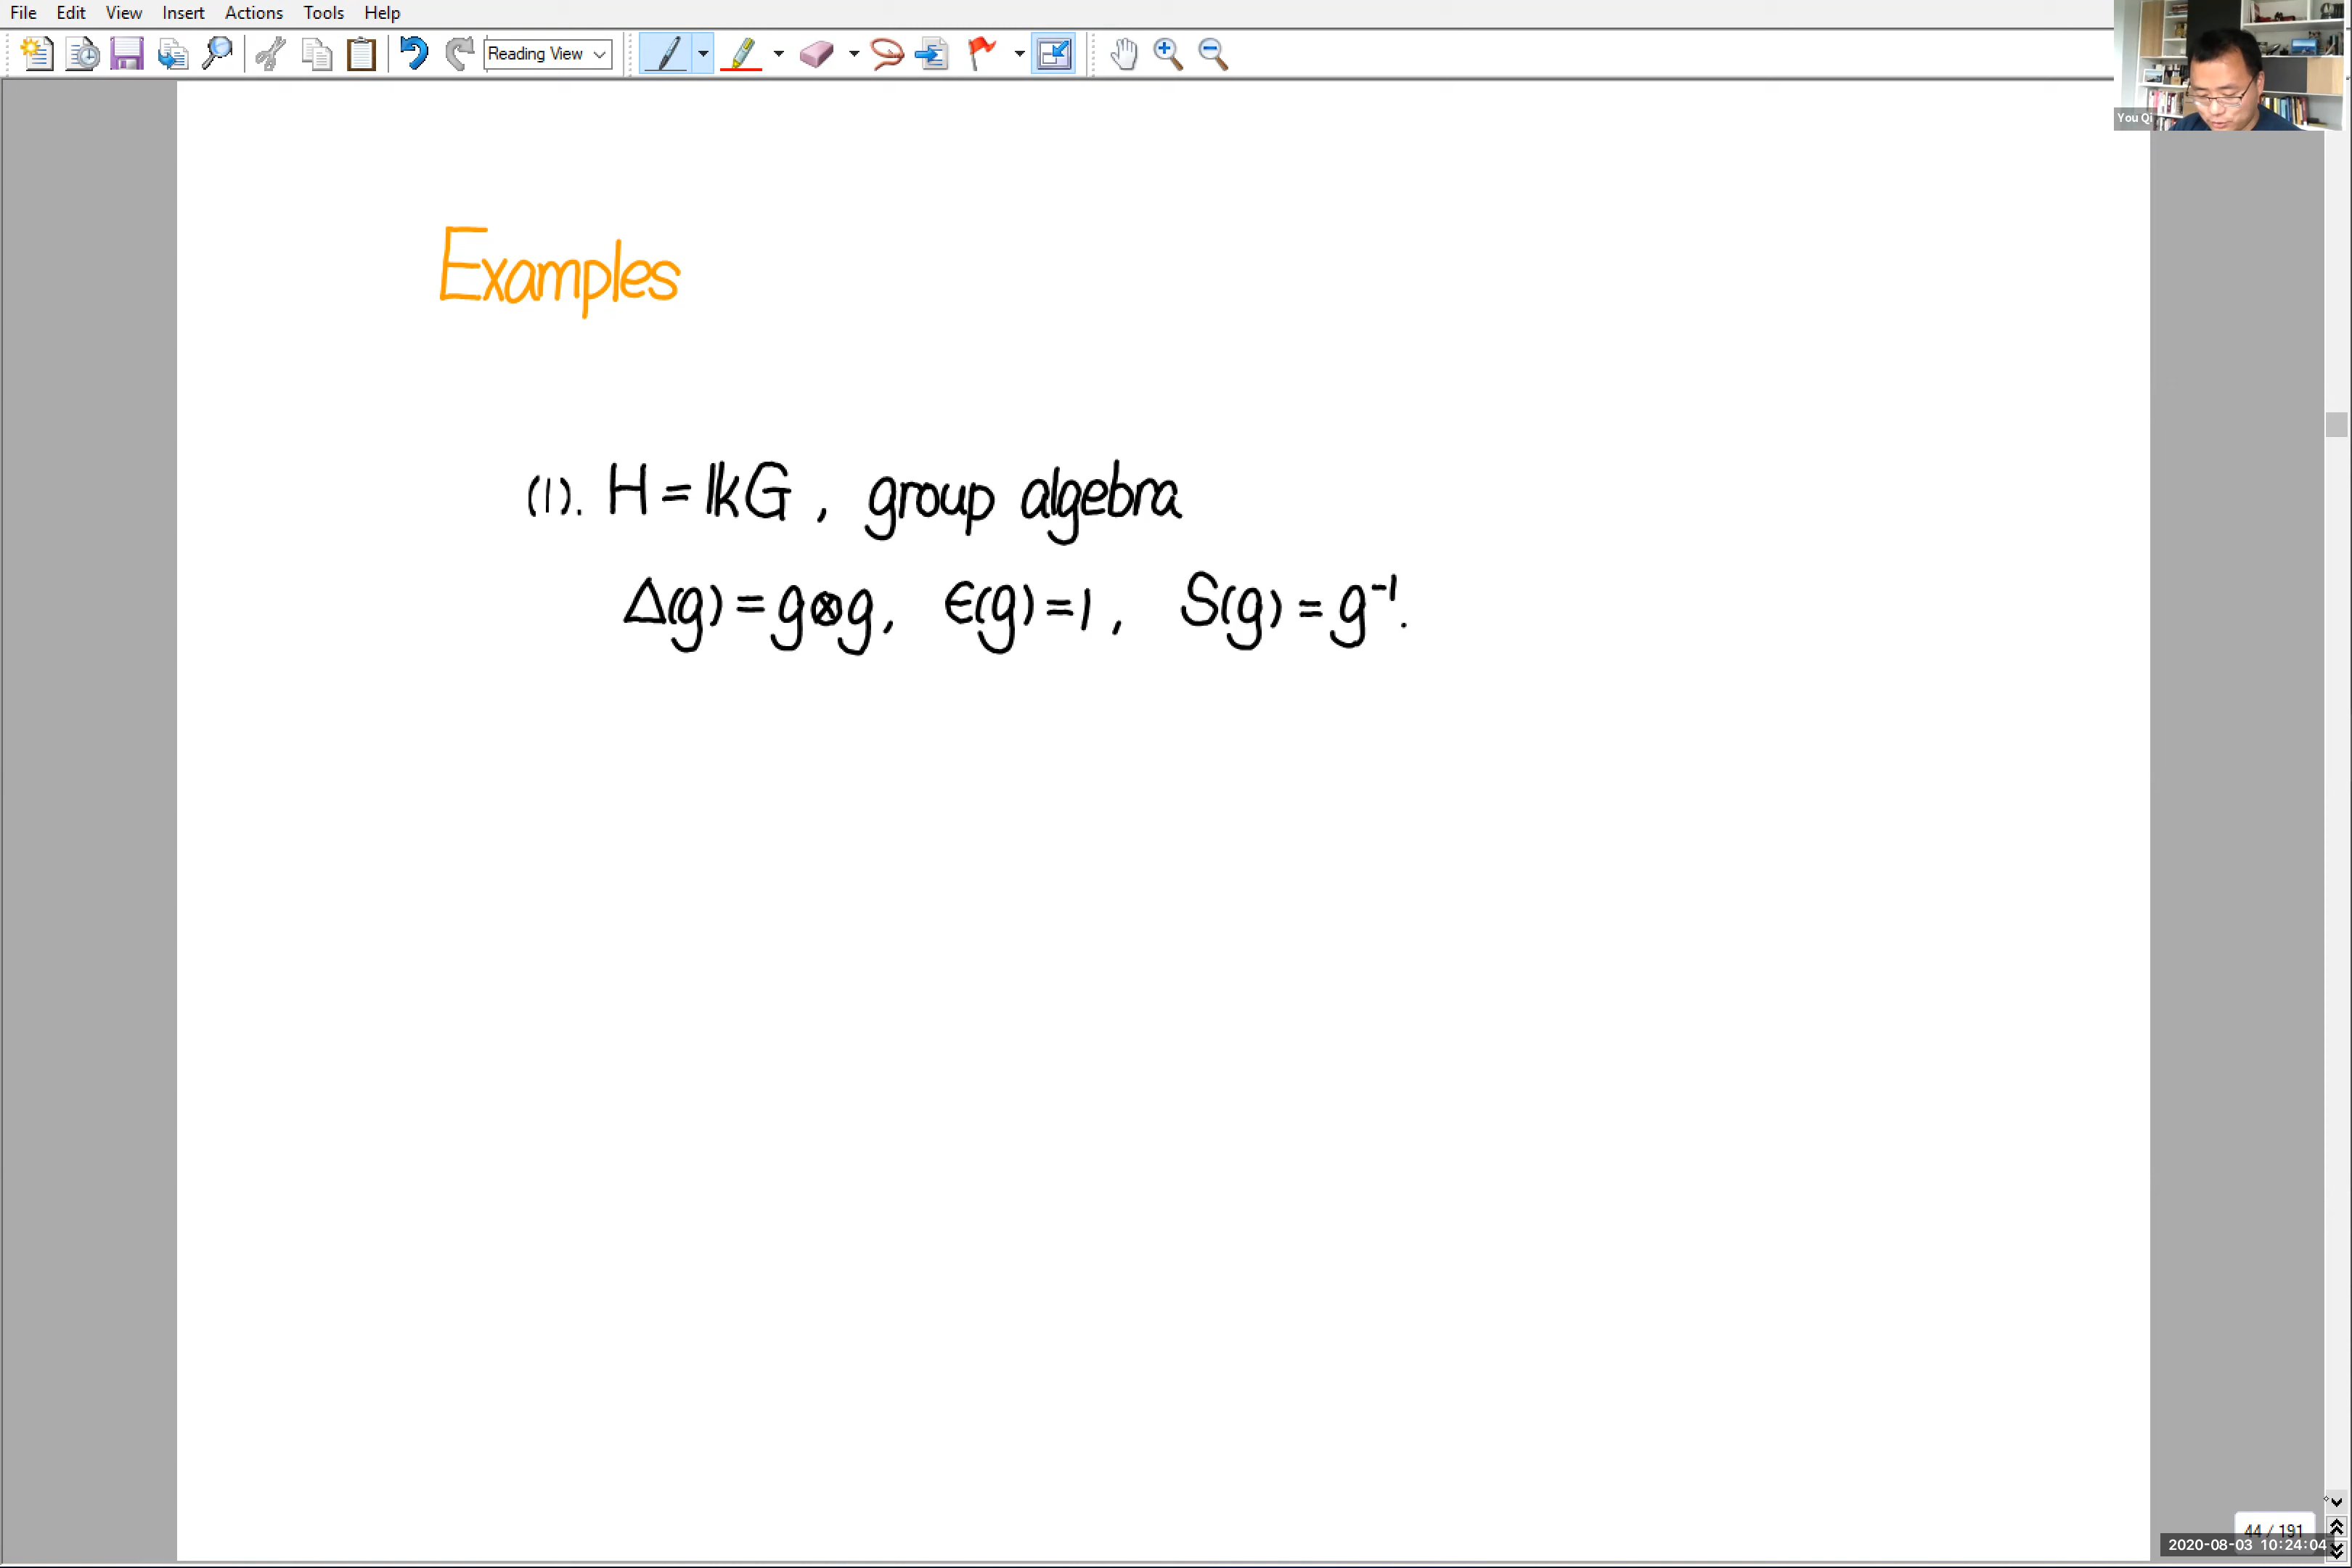 File Edit View Insert Actions Tools Help
Reading View
You Qi
Examples
(1). H = 𝕜G , group algebra
Δ(g) = g⊗g, ϵ(g) = 1 , S(g) = g⁻¹.
44 / 191
2020-08-03 10:24:04